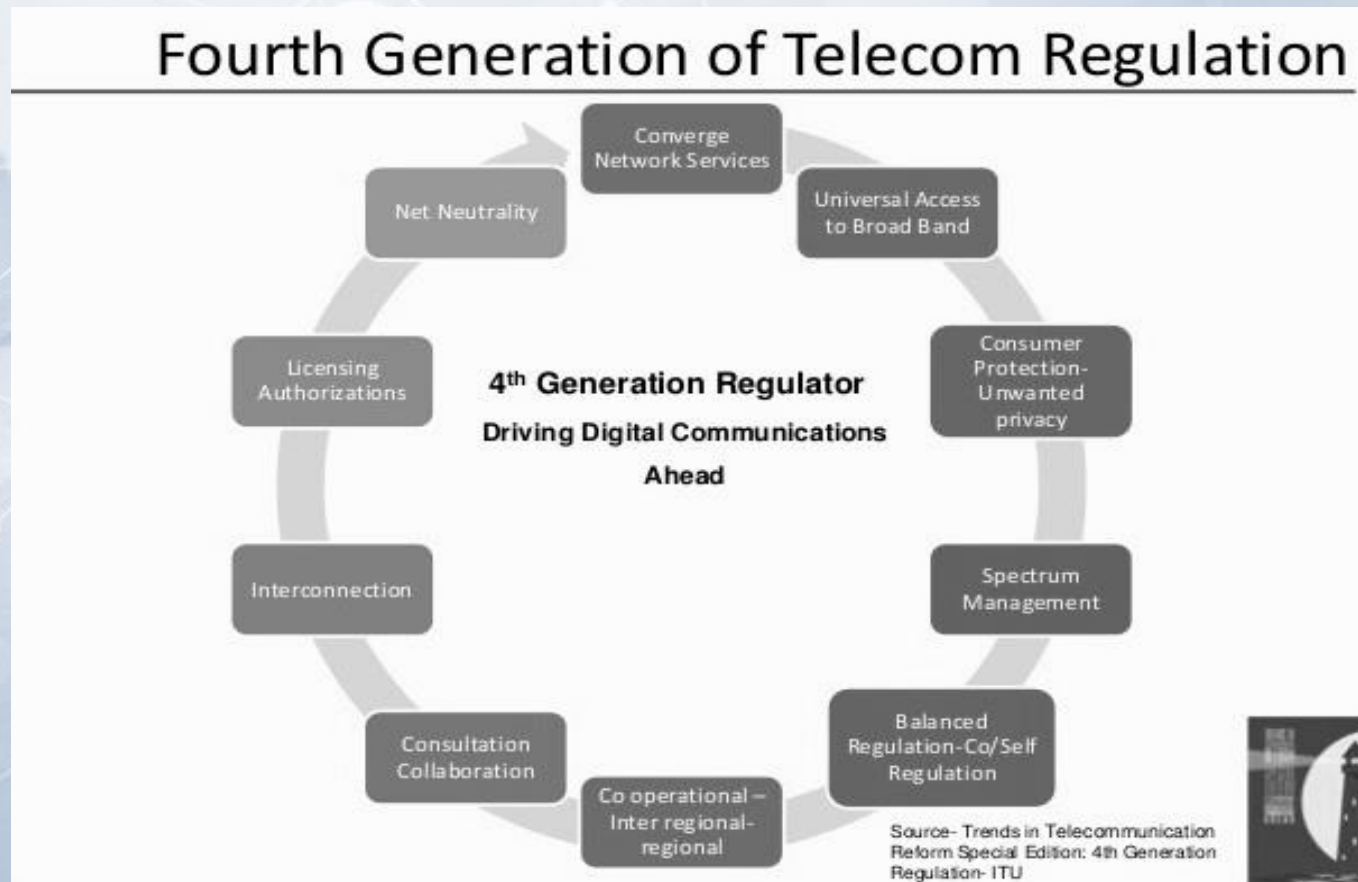 Fourth Generation of Telecom Regulation
Converge
Network Services
Universal Access
to Broad Band
Consumer
Protection-
Unwanted
privacy
Spectrum
Management
Balanced
Regulation-Co/Self
Regulation
Co operational –
Inter regional-
regional
Consultation
Collaboration
Interconnection
Licensing
Authorizations
Net Neutrality
4th Generation Regulator
Driving Digital Communications
Ahead
Source- Trends in Telecommunication
Reform Special Edition: 4th Generation
Regulation- ITU